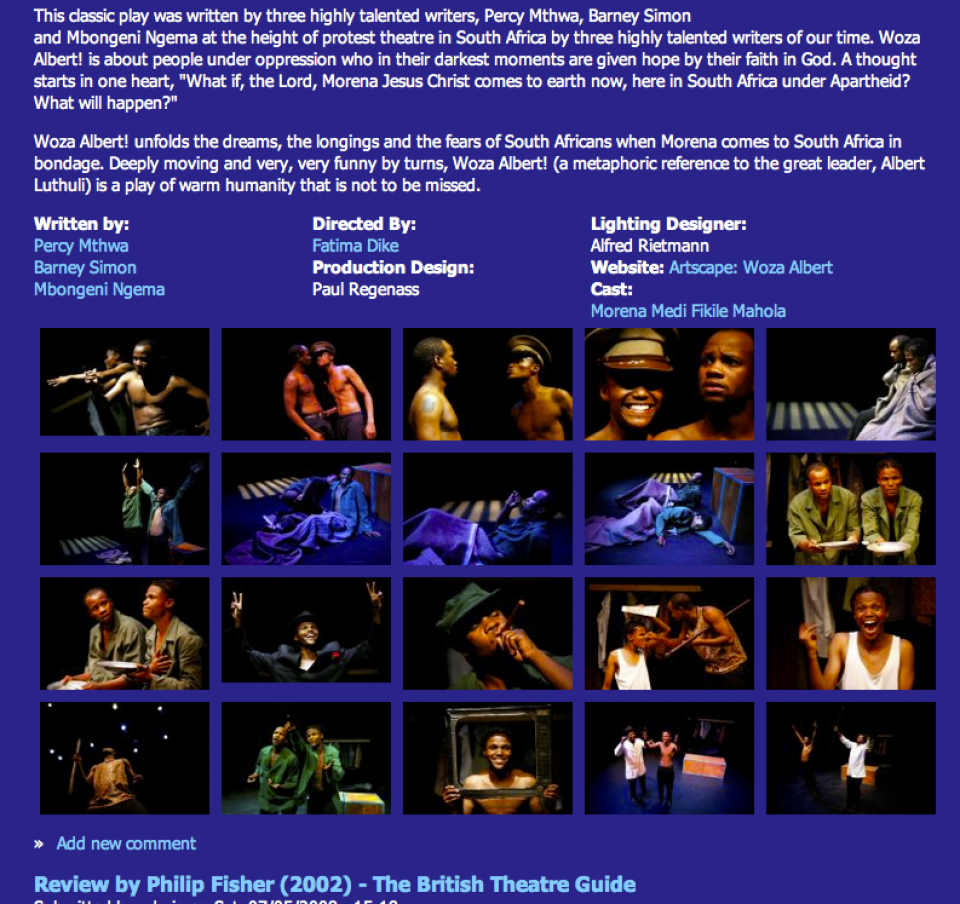 This classic play was written by three highly talented writers, Percy Mthwa, Barney Simon
and Mbongeni Ngema at the height of protest theatre in South Africa by three highly talented writers of our time. Woza
Albert! is about people under oppression who in their darkest moments are given hope by their faith in God. A thought
starts in one heart, "What if, the Lord, Morena Jesus Christ comes to earth now, here in South Africa under Apartheid?
What will happen?"
Woza Albert! unfolds the dreams, the longings and the fears of South Africans when Morena comes to South Africa in
bondage. Deeply moving and very, very funny by turns, Woza Albert! (a metaphoric reference to the great leader, Albert
Luthuli) is a play of warm humanity that is not to be missed.
Written by:
Percy Mthwa
Barney Simon
Mbongeni Ngema
Directed By:
Fatima Dike
Production Design:
Paul Regenass
Lighting Designer:
Alfred Rietmann
Website: Artscape: Woza Albert
Cast:
Morena Medi Fikile Mahola
» Add new comment
Review by Philip Fisher (2002) - The British Theatre Guide